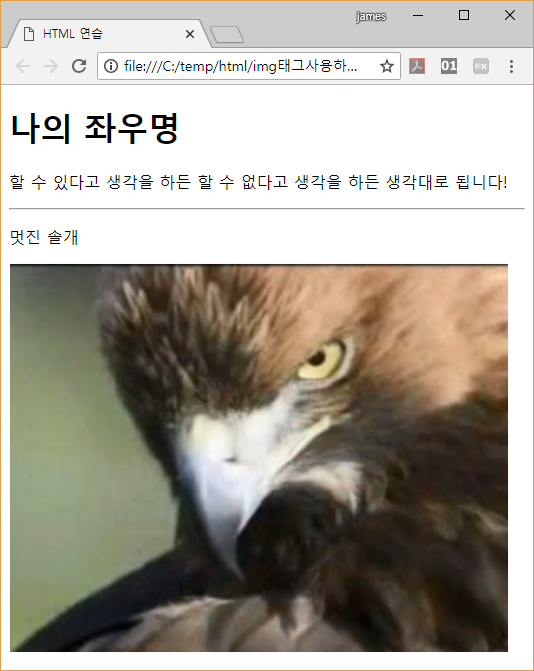 james
HTML 연습
file:///C:/temp/html/img태그사용하...
01
나의 좌우명
할 수 있다고 생각을 하든 할 수 없다고 생각을 하든 생각대로 됩니다!
멋진 솔개